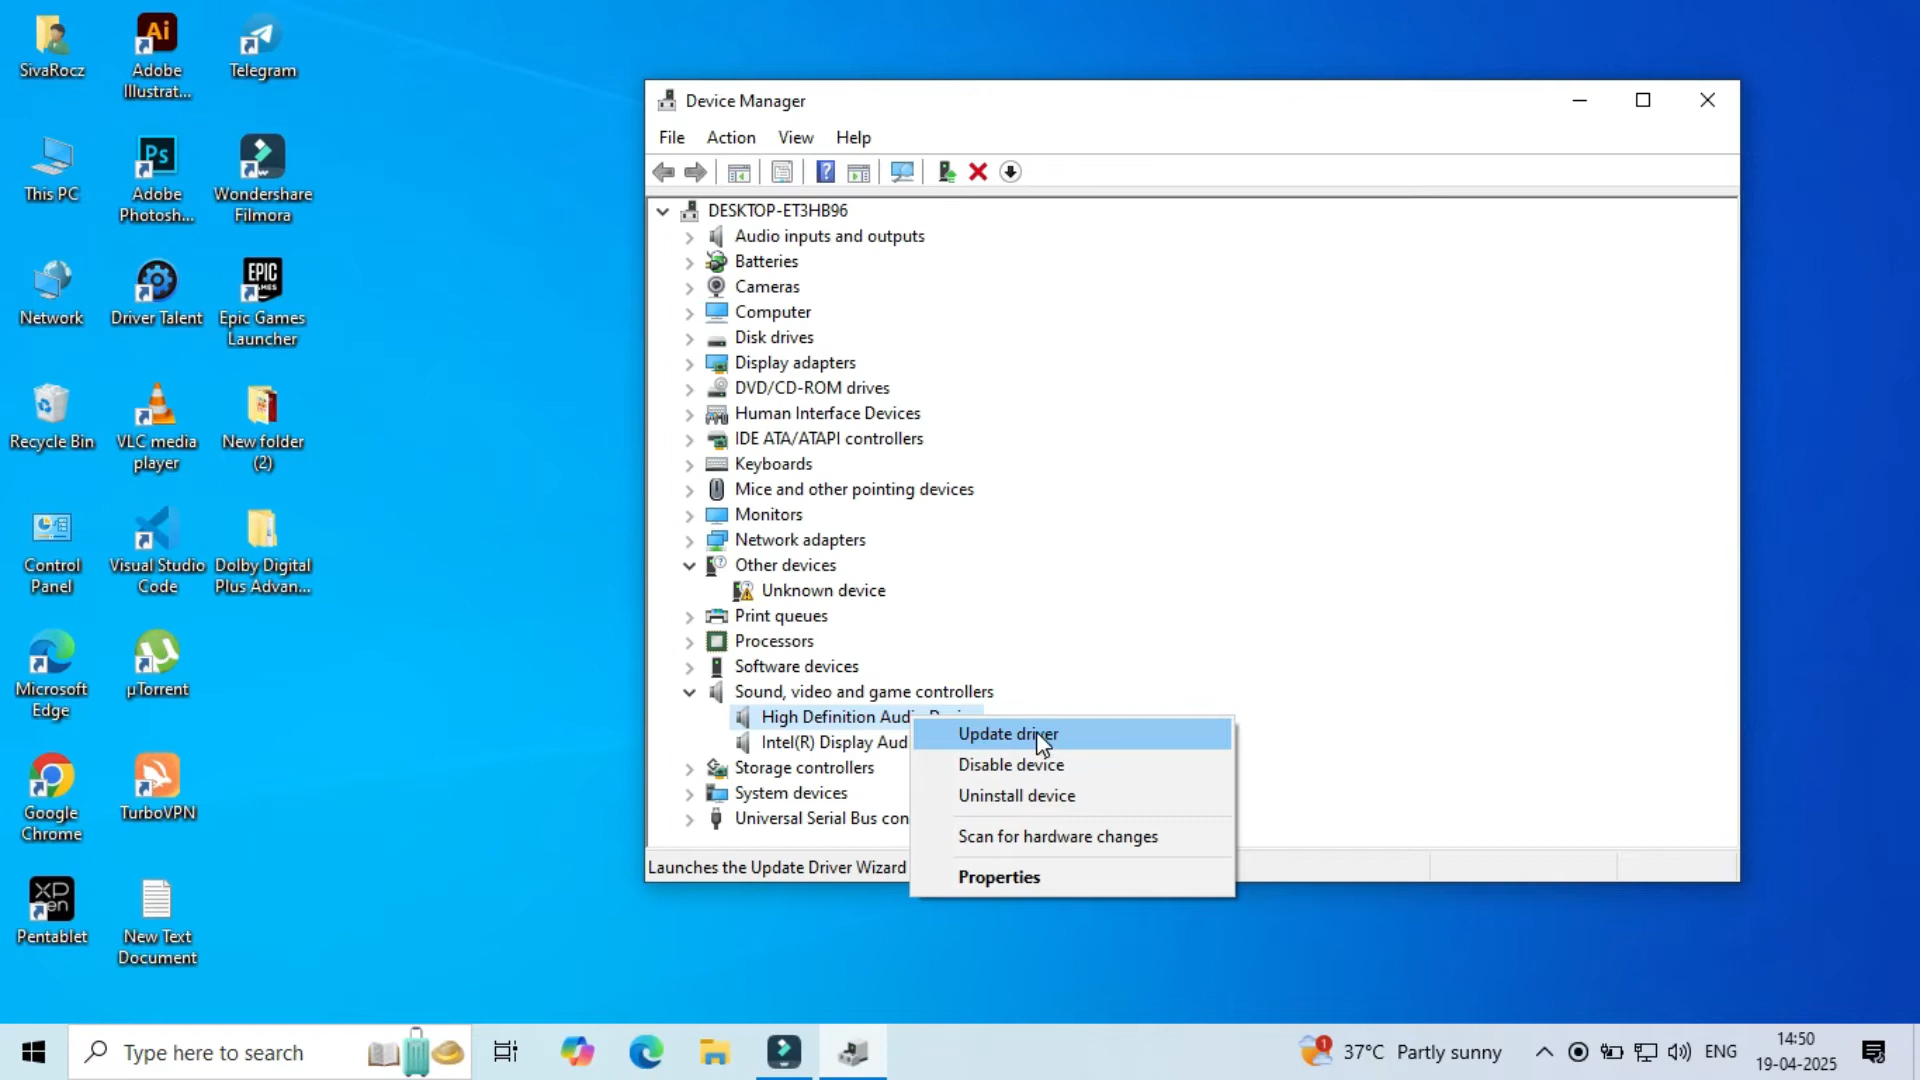 SivaRocz
Adobe
Illustrat...
Telegram
This PC
Adobe
Photosh...
Wondershare
Filmora
Network
Driver Talent
Epic Games
Launcher
Recycle Bin
VLC media
player
New folder
(2)
Control
Panel
Visual Studio
Code
Dolby Digital
Plus Advan...
Microsoft
Edge
µTorrent
Google
Chrome
TurboVPN
Pentablet
New Text
Document
Ai
Ps
EPIC
GAMES
XP
pen
Device Manager
File Action View Help
DESKTOP-ET3HB96
Audio inputs and outputs
Batteries
Cameras
Computer
Disk drives
Display adapters
DVD/CD-ROM drives
Human Interface Devices
IDE ATA/ATAPI controllers
Keyboards
Mice and other pointing devices
Monitors
Network adapters
Other devices
Unknown device
Print queues
Processors
Software devices
Sound, video and game controllers
High Definition
Intel(R) Display Aud
Storage controllers
System devices
Universal Serial Bus con
Launches the Update Driver Wizard
Update driver
Disable device
Uninstall device
Scan for hardware changes
Properties
Type here to search
1
37°C Partly sunny
ENG
14:50
19-04-2025